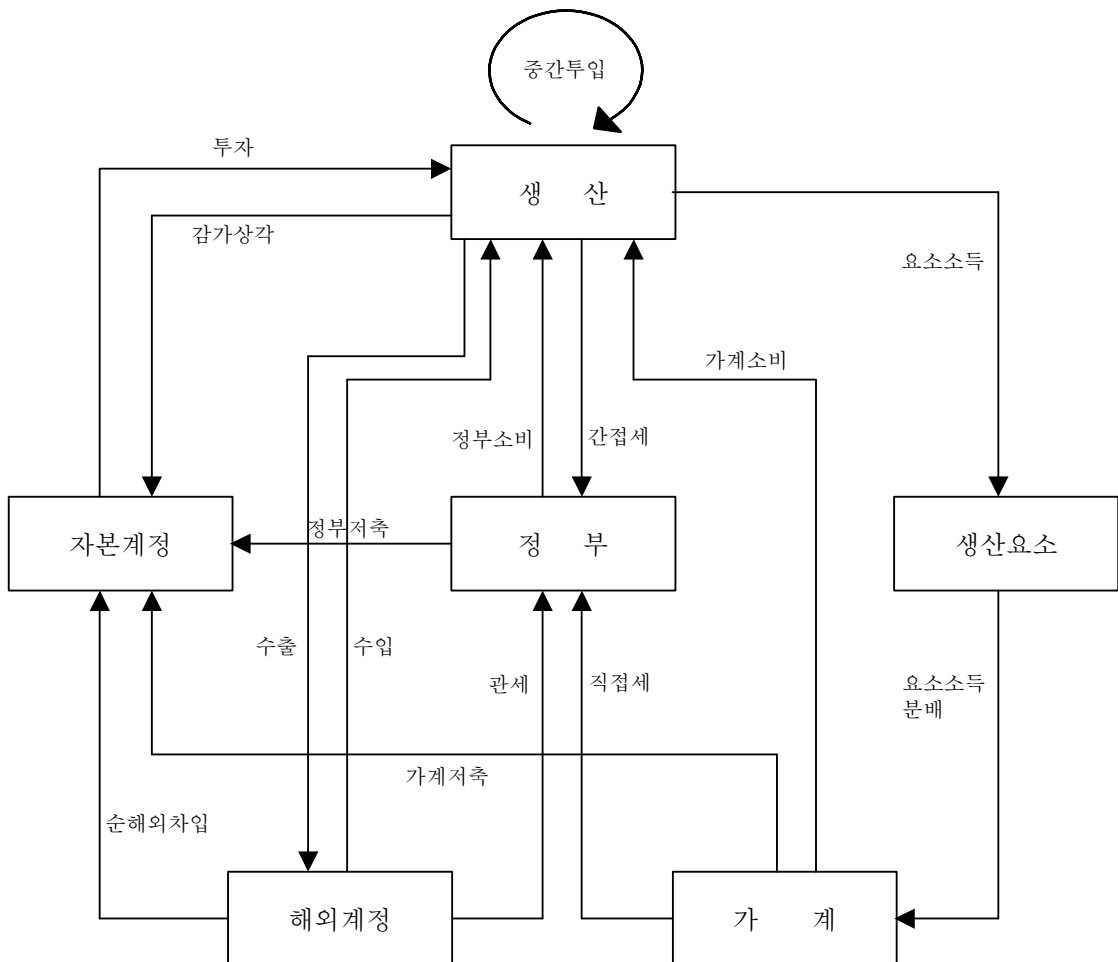 중간투입
투자
생 산
감가상각
요소소득
가계소비
정부소비
간접세
자본계정
정부저축
정 부
생산요소
수출
수입
관세
직접세
요소소득
분배
가계저축
순해외차입
해외계정
가 계